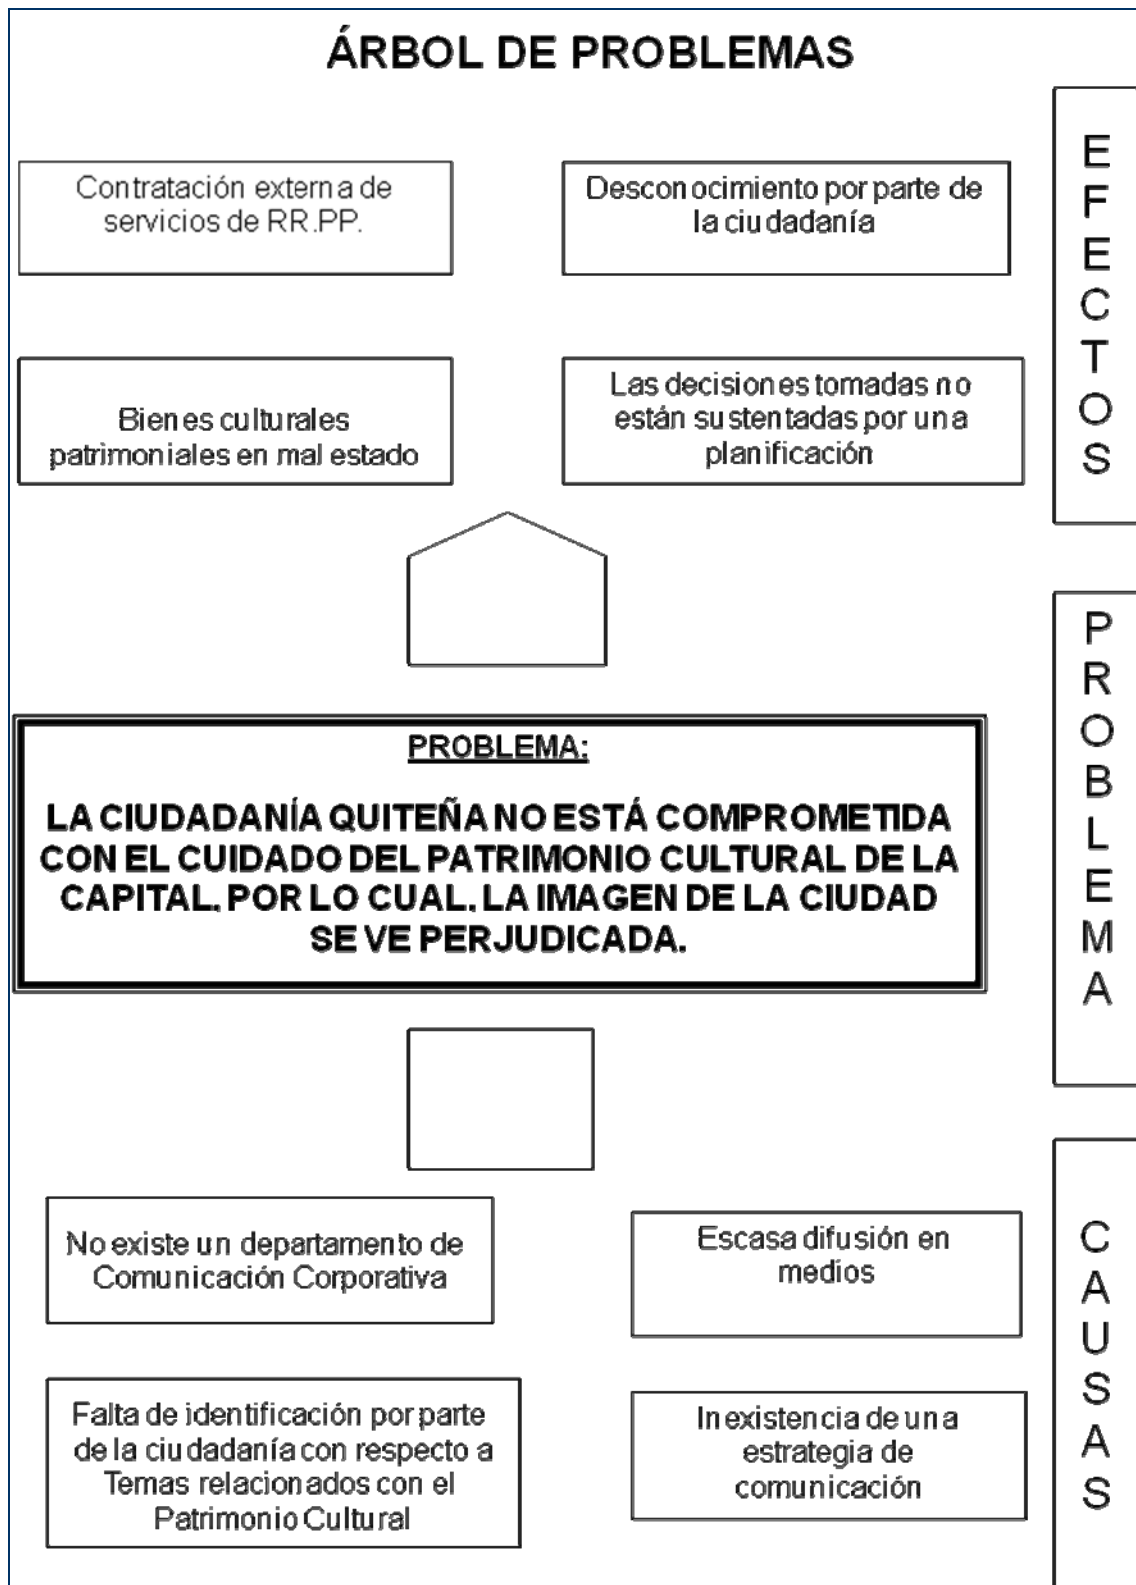 ÁRBOL DE PROBLEMAS
Contratación externa de
servicios de RR.PP.
Desconocimiento por parte de
la ciudadanía
Bienes culturales
patrimoniales en mal estado
Las decisiones tomadas no
están sustentadas por una
planificación
EFECTOS
PROBLEMA:
LA CIUDADANÍA QUITEÑA NO ESTÁ COMPROMETIDA
CON EL CUIDADO DEL PATRIMONIO CULTURAL DE LA
CAPITAL, POR LO CUAL, LA IMAGEN DE LA CIUDAD
SE VE PERJUDICADA.
PROBLEMA
No existe un departamento de
Comunicación Corporativa
Escasa difusión en
medios
Falta de identificación por parte
de la ciudadanía con respecto a
Temas relacionados con el
Patrimonio Cultural
Inexistencia de una
estrategia de
comunicación
CAUSAS